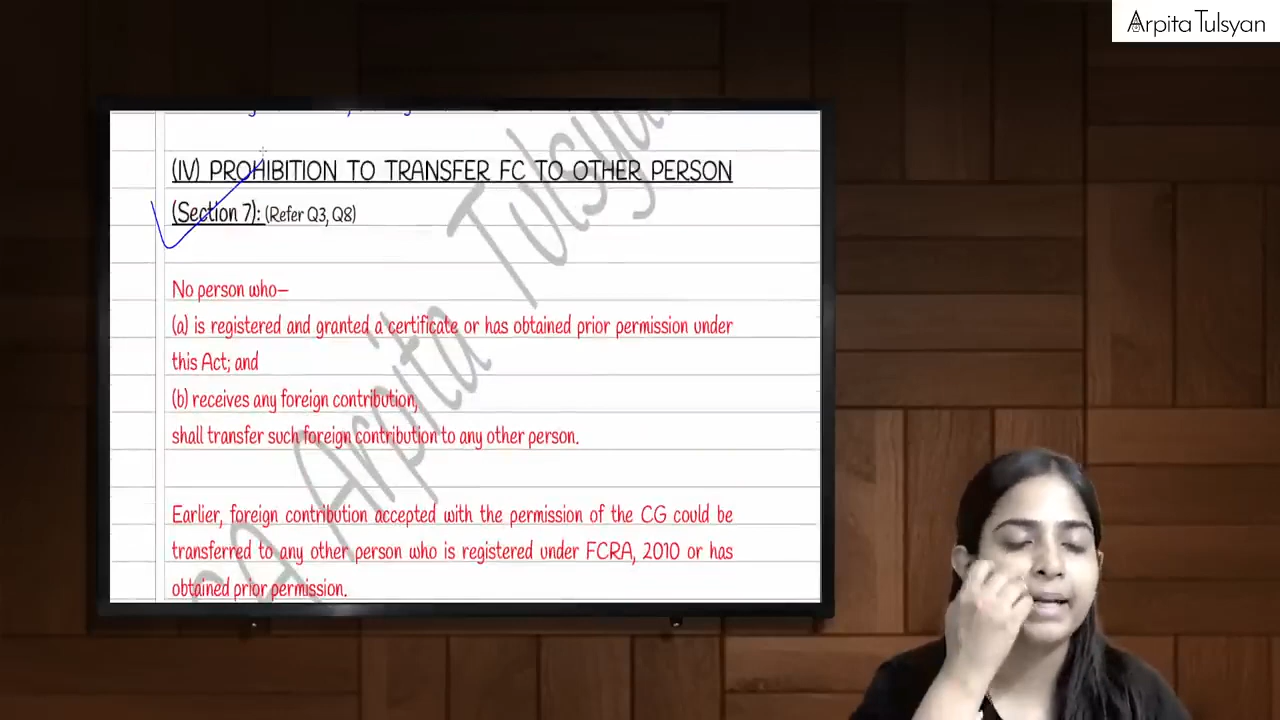 Arpita Tulsyan
(IV) PROHIBITION TO TRANSFER FC TO OTHER PERSON
(Section 7): (Refer Q3, Q8)
No person who–
(a) is registered and granted a certificate or has obtained prior permission under
this Act; and
(b) receives any foreign contribution,
shall transfer such foreign contribution to any other person.
Earlier, foreign contribution accepted with the permission of the CG could be
transferred to any other person who is registered under FCRA, 2010 or has
obtained prior permission.
CA Arpita Tulsyan